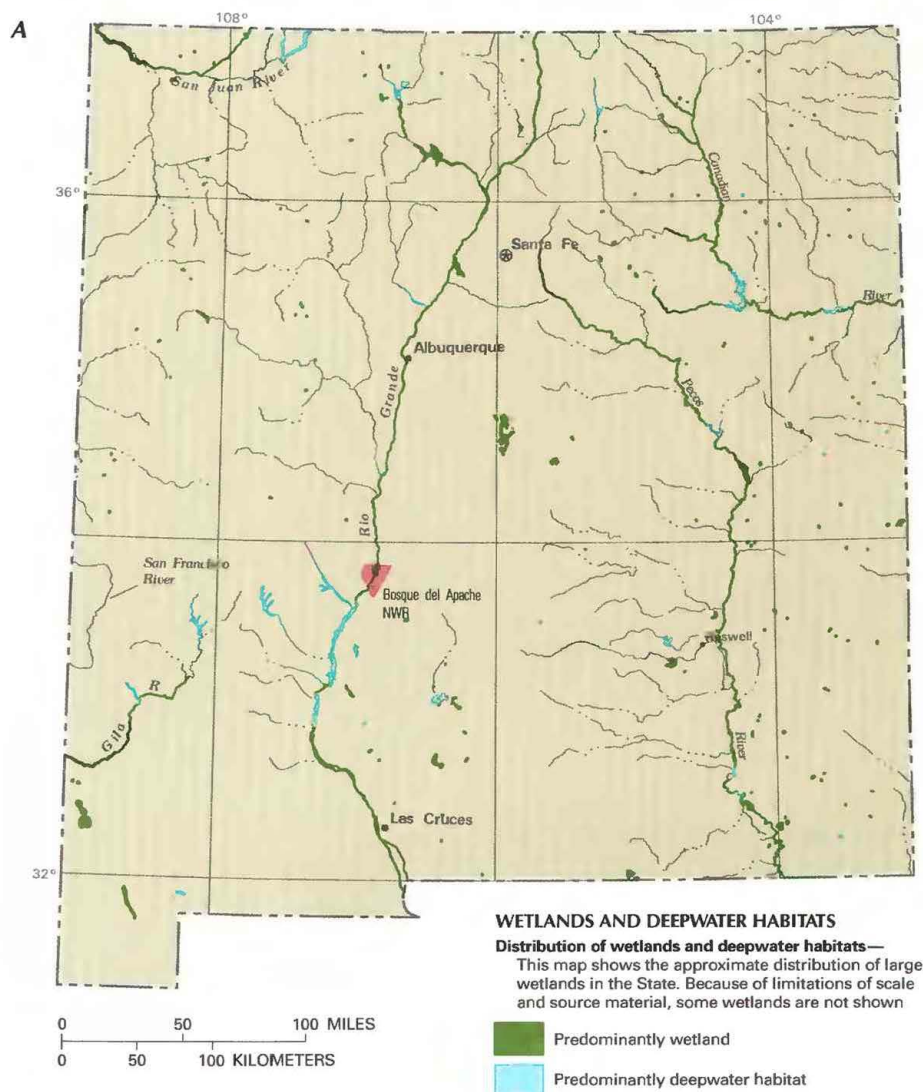 A
108°
104°
San Juan River
36°
Canadian
Santa Fe
River
Albuquerque
Grande
Pecos
Rio
San Francisco
River
Bosque del Apache
NWR
Roswell
R
Gila
River
Las Cruces
32°
WETLANDS AND DEEPWATER HABITATS
Distribution of wetlands and deepwater habitats—
This map shows the approximate distribution of large
wetlands in the State. Because of limitations of scale
and source material, some wetlands are not shown
0 50 100 MILES
0 50 100 KILOMETERS
Predominantly wetland
Predominantly deepwater habitat